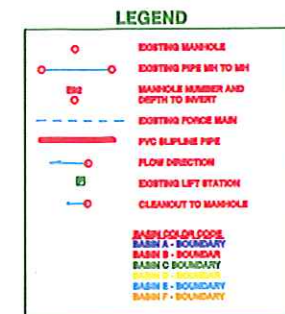 LEGEND
EXISTING MANHOLE
EXISTING PIPE MH TO MH
MANHOLE NUMBER AND
DEPTH TO INVERT
EXISTING FORCE MAIN
PVC SLIPLINE PIPE
FLOW DIRECTION
EXISTING LIFT STATION
CLEANOUT TO MANHOLE
BASIN COLOR CODE
BASIN A - BOUNDARY
BASIN B - BOUNDARY
BASIN C BOUNDARY
BASIN D - BOUNDARY
BASIN E - BOUNDARY
BASIN F - BOUNDARY